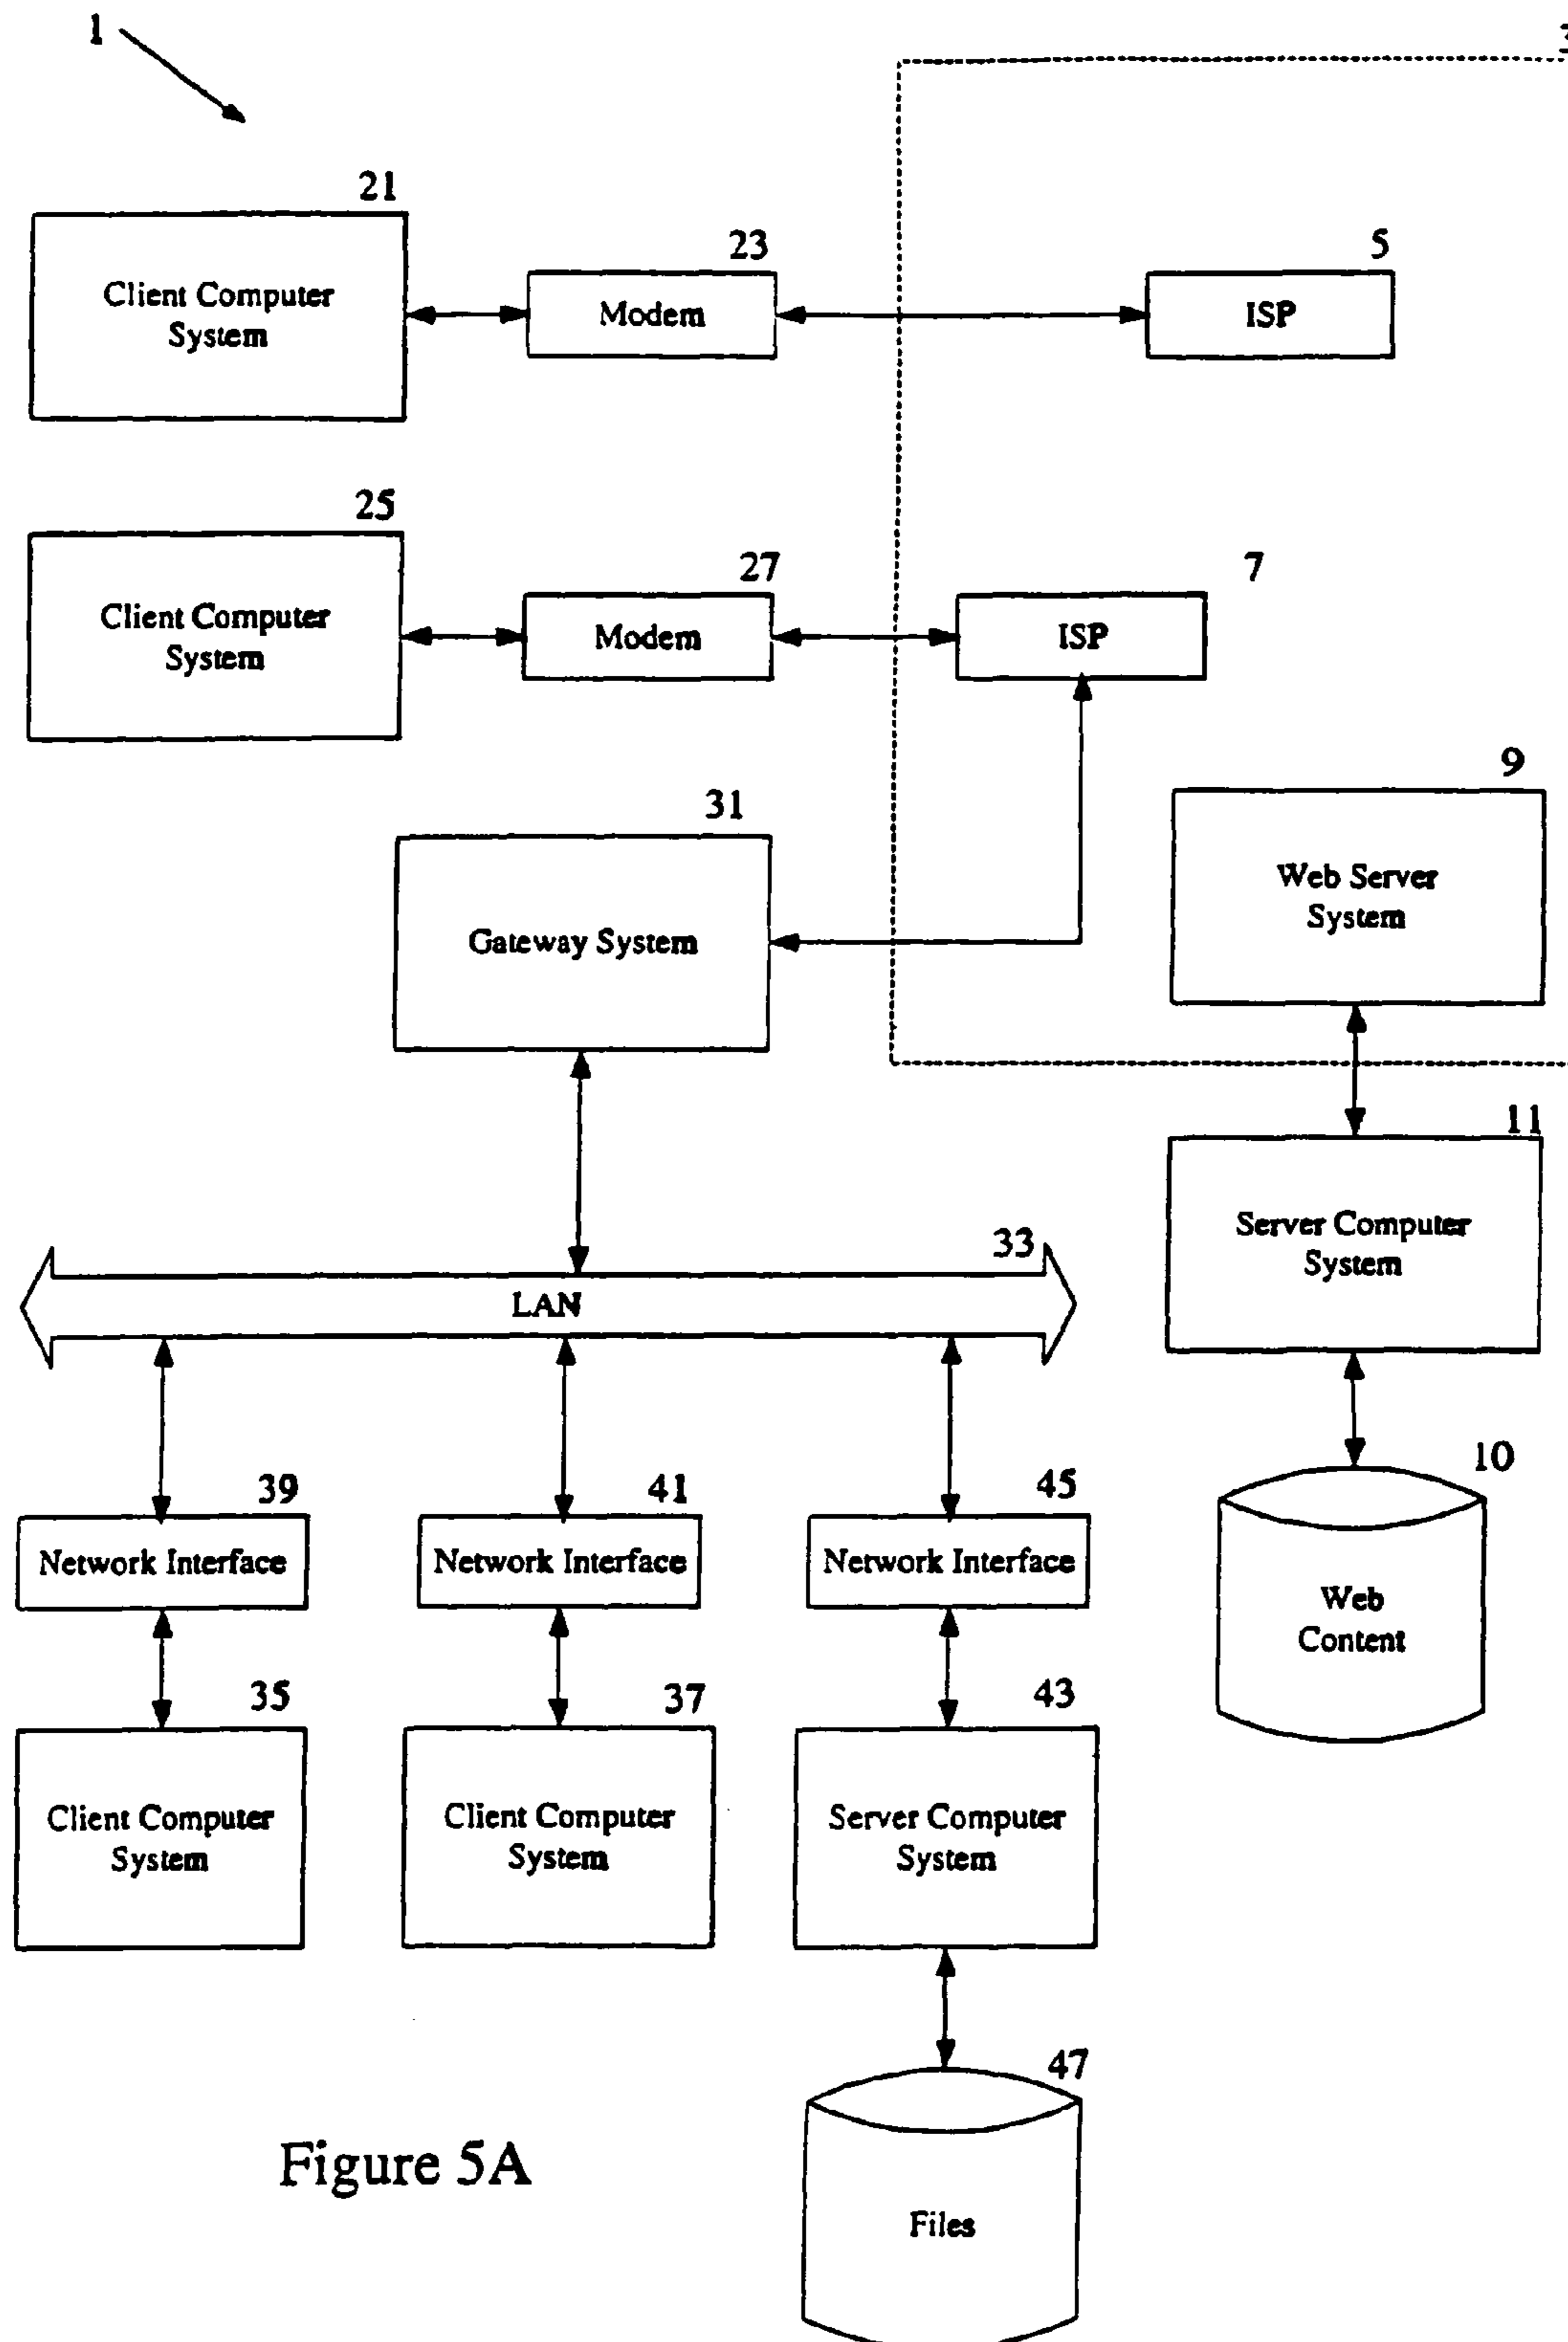 1
3
21
Client Computer
System
23
Modem
5
ISP
25
Client Computer
System
27
Modem
7
ISP
31
Gateway System
9
Web Server
System
11
Server Computer
System
33
LAN
10
Web
Content
39
Network Interface
41
Network Interface
45
Network Interface
35
Client Computer
System
37
Client Computer
System
43
Server Computer
System
47
Files
Figure 5A